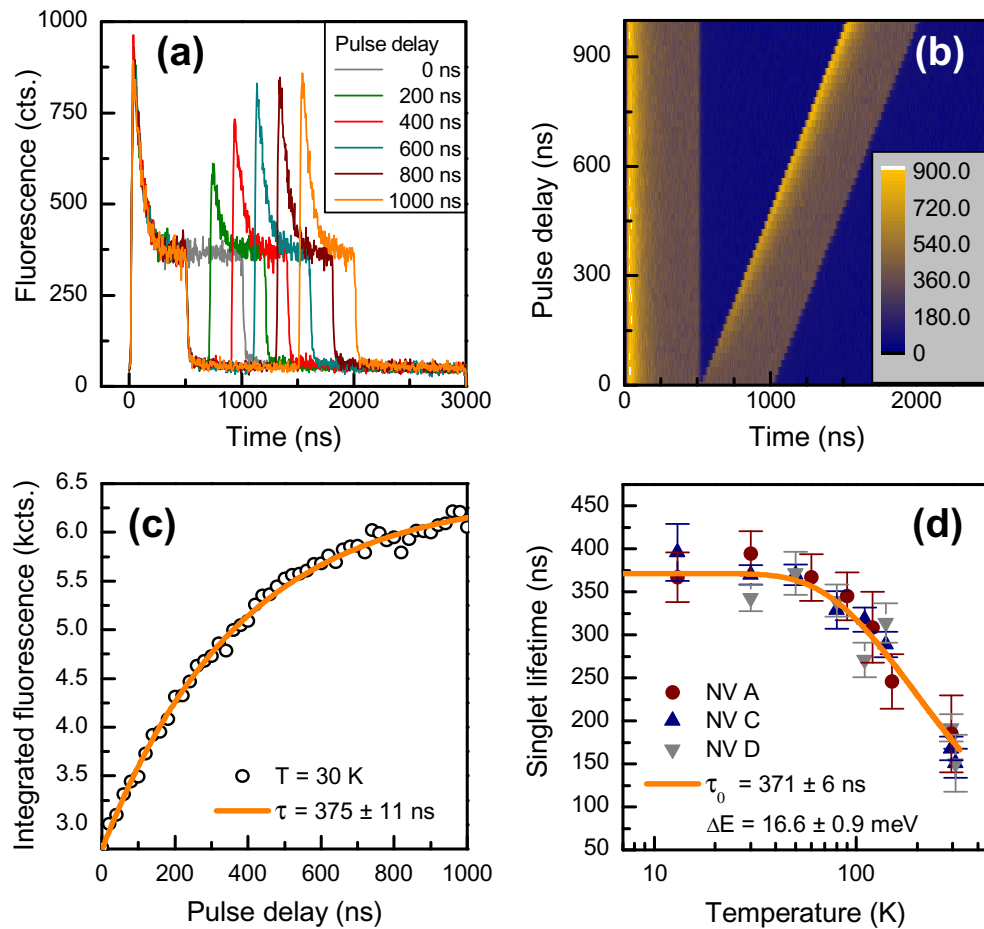 (a)
Pulse delay
0 ns
200 ns
400 ns
600 ns
800 ns
1000 ns
1000
750
500
250
0
Fluorescence (cts.)
0
1000
2000
3000
Time (ns)
(b)
900
600
300
0
Pulse delay (ns)
900.0
720.0
540.0
360.0
180.0
0
0
1000
2000
Time (ns)
(c)
6.5
6.0
5.5
5.0
4.5
4.0
3.5
3.0
Integrated fluorescence (kcts.)
T = 30 K
τ = 375 ± 11 ns
0
200
400
600
800
1000
Pulse delay (ns)
(d)
450
400
350
300
250
200
150
100
50
Singlet lifetime (ns)
NV A
NV C
NV D
τ₀ = 371 ± 6 ns
ΔE = 16.6 ± 0.9 meV
10
100
Temperature (K)